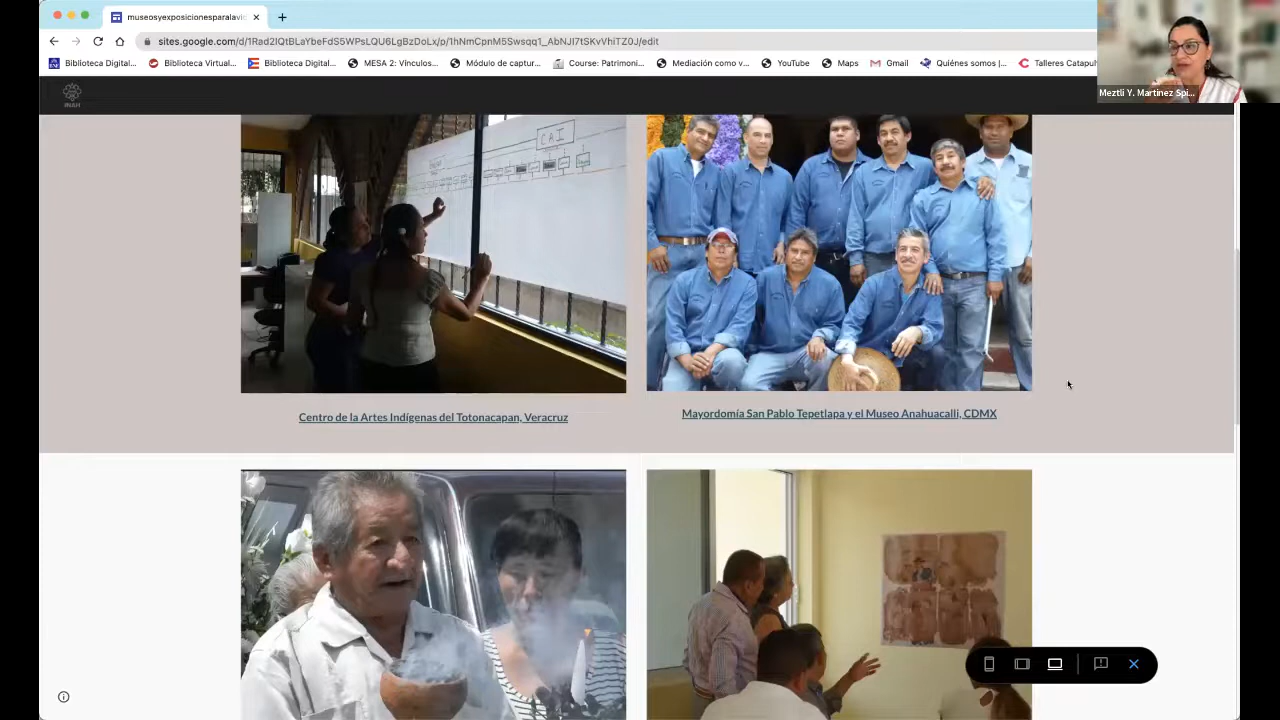 museosyexposicionesparalavi
sites.google.com/d/1Rad2IQtBLaYbeFdS5WPsLQU6LgBzDoLx/p/1hNmCpnM5Swsqq1_AbNJI7tSKvVhiTZ0J/edit
Biblioteca Digital... Biblioteca Virtual... Biblioteca Digital... MESA 2: Vínculos... Módulo de captur... Course: Patrimoni... Mediación como v... YouTube Maps Gmail Quiénes somos |... Talleres Catapul
Meztli Y. Martinez Spi...
INAH
CAI
Centro de la Artes Indígenas del Totonacapan, Veracruz
Mayordomía San Pablo Tepetlapa y el Museo Anahuacalli, CDMX